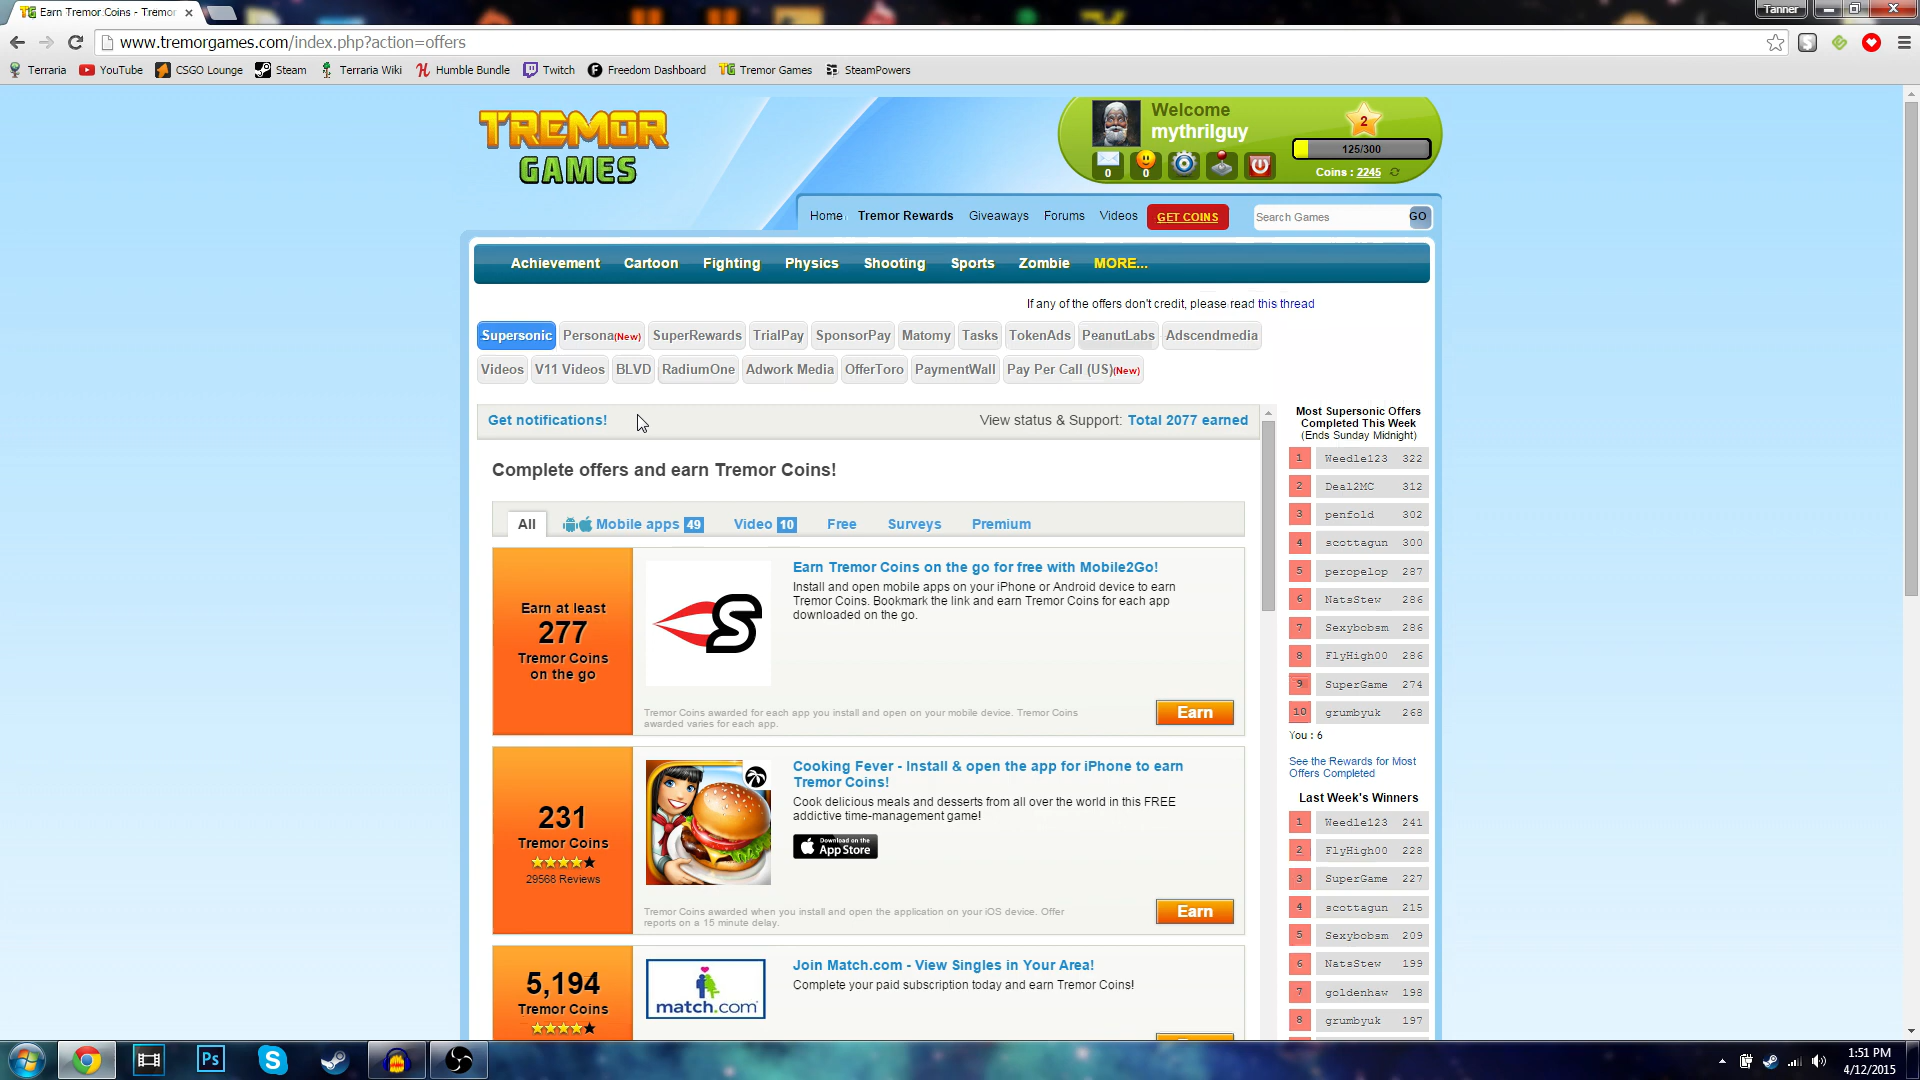 Earn Tremor Coins - Tremor
Tanner
www.tremorgames.com/index.php?action=offers
Terraria YouTube CSGO Lounge Steam Terraria Wiki Humble Bundle Twitch Freedom Dashboard Tremor Games SteamPowers
TREMOR
GAMES
Welcome
mythrilguy
2
125/300
0 0
Coins : 2245
Home Tremor Rewards Giveaways Forums Videos GET COINS Search Games GO
Achievement Cartoon Fighting Physics Shooting Sports Zombie MORE...
If any of the offers don't credit, please read this thread
Supersonic Persona(New) SuperRewards TrialPay SponsorPay Matomy Tasks TokenAds PeanutLabs Adscendmedia
Videos V11 Videos BLVD RadiumOne Adwork Media OfferToro PaymentWall Pay Per Call (US)(New)
Get notifications! View status & Support: Total 2077 earned
Complete offers and earn Tremor Coins!
All Mobile apps 49 Video 10 Free Surveys Premium
Earn at least
277
Tremor Coins
on the go
S
Earn Tremor Coins on the go for free with Mobile2Go!
Install and open mobile apps on your iPhone or Android device to earn
Tremor Coins. Bookmark the link and earn Tremor Coins for each app
downloaded on the go.
Tremor Coins awarded for each app you install and open on your mobile device. Tremor Coins
awarded varies for each app.
Earn
231
Tremor Coins
29568 Reviews
Cooking Fever - Install & open the app for iPhone to earn
Tremor Coins!
Cook delicious meals and desserts from all over the world in this FREE
addictive time-management game!
Download on the
App Store
Tremor Coins awarded when you install and open the application on your iOS device. Offer
reports on a 15 minute delay.
Earn
5,194
Tremor Coins
match.com
Join Match.com - View Singles in Your Area!
Complete your paid subscription today and earn Tremor Coins!
Most Supersonic Offers
Completed This Week
(Ends Sunday Midnight)
1 Weedle123 322
2 Deal2MC 312
3 penfold 302
4 scottagun 300
5 peropelop 287
6 NatsStew 286
7 Sexybobsm 286
8 FlyHigh00 286
9 SuperGame 274
10 grumbyuk 268
You : 6
See the Rewards for Most
Offers Completed
Last Week's Winners
1 Weedle123 241
2 FlyHigh00 228
3 SuperGame 227
4 scottagun 215
5 Sexybobsm 209
6 NatsStew 199
7 goldenhaw 198
8 grumbyuk 197
Ps
1:51 PM
4/12/2015